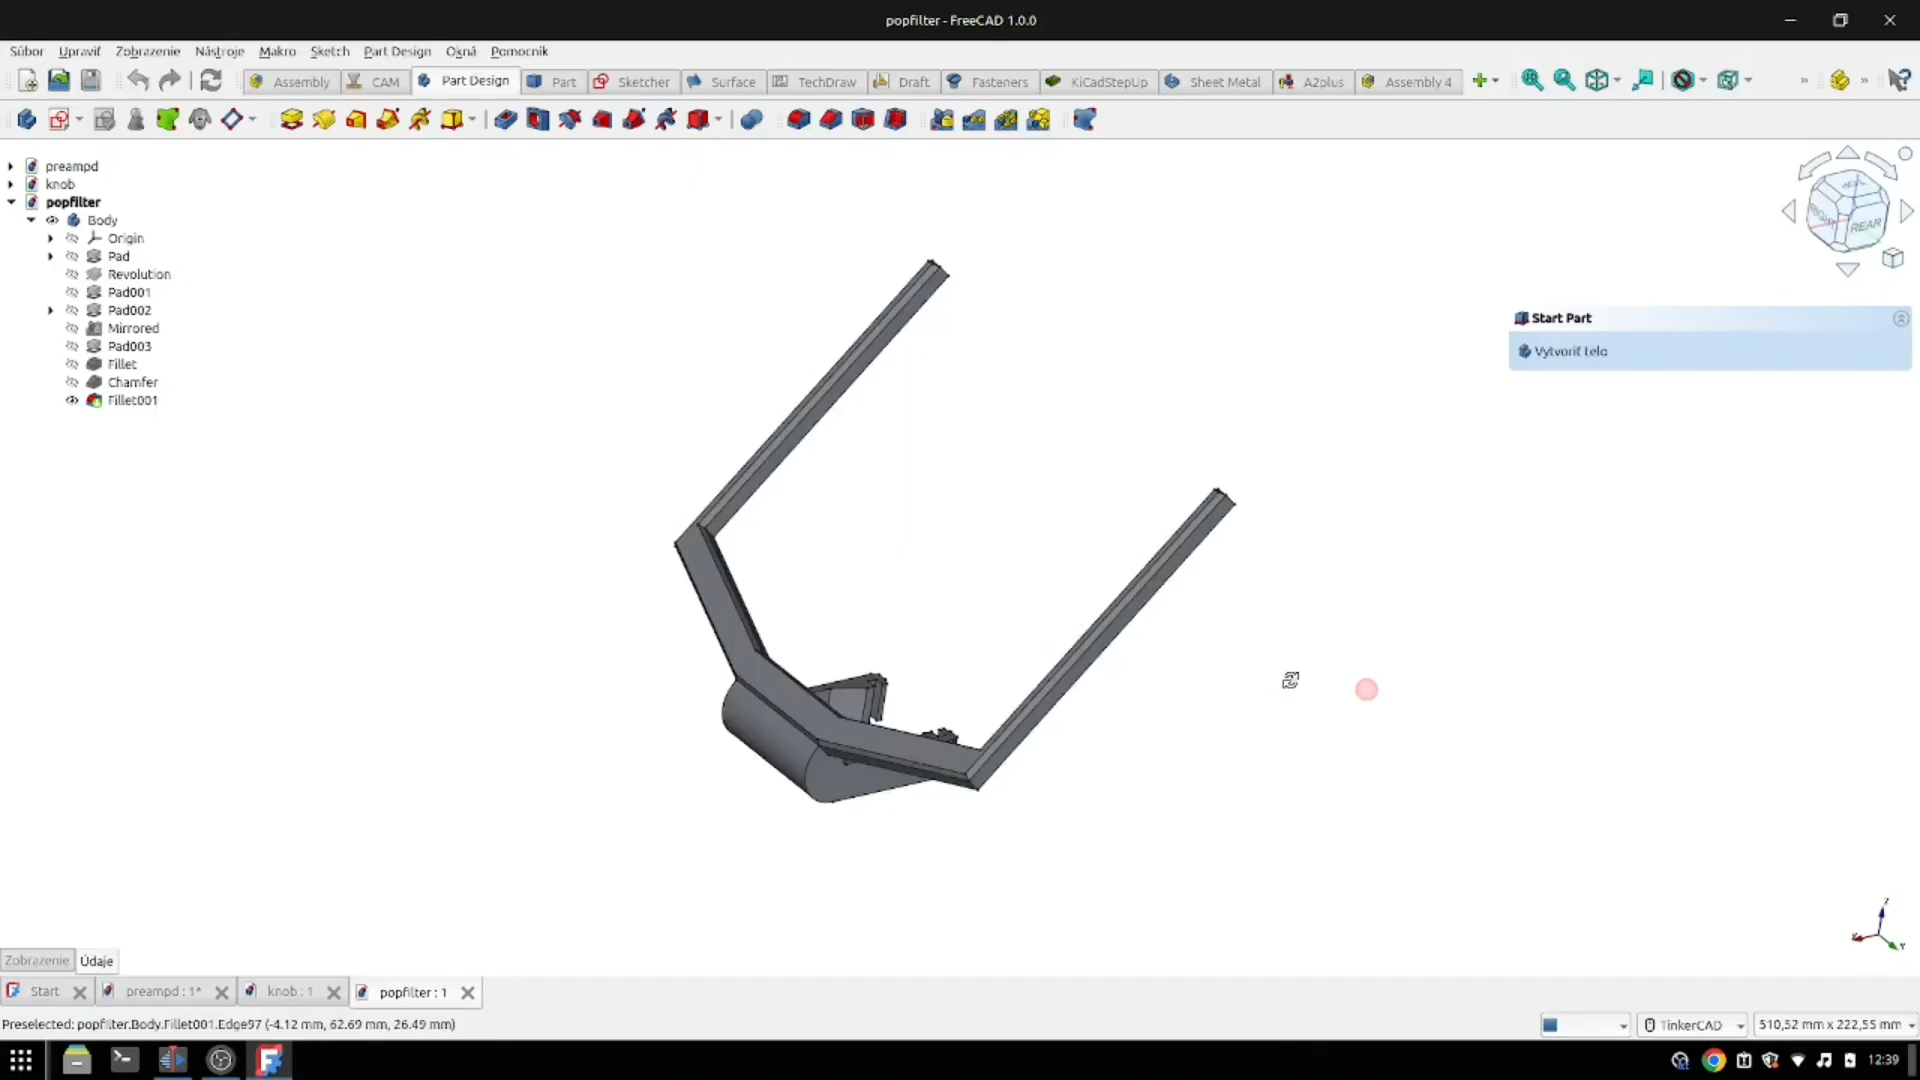 popfilter - FreeCAD 1.0.0
Súbor Upraviť Zobrazenie Nástroje Makro Sketch Part Design Okná Pomocník
Assembly CAM Part Design Part Sketcher Surface TechDraw Draft Fasteners KiCadStepUp Sheet Metal A2plus Assembly 4
preampd
knob
popfilter
Body
Origin
Pad
Revolution
Pad001
Pad002
Mirrored
Pad003
Fillet
Chamfer
Fillet001
RIGHT REAR
Start Part
Vytvoriť telo
Z
X Y
Zobrazenie Údaje
Start preampd : 1* knob : 1 popfilter : 1
Preselected: popfilter.Body.Fillet001.Edge97 (-4.12 mm, 62.69 mm, 26.49 mm)
TinkerCAD 510,52 mm x 222,55 mm
12:39